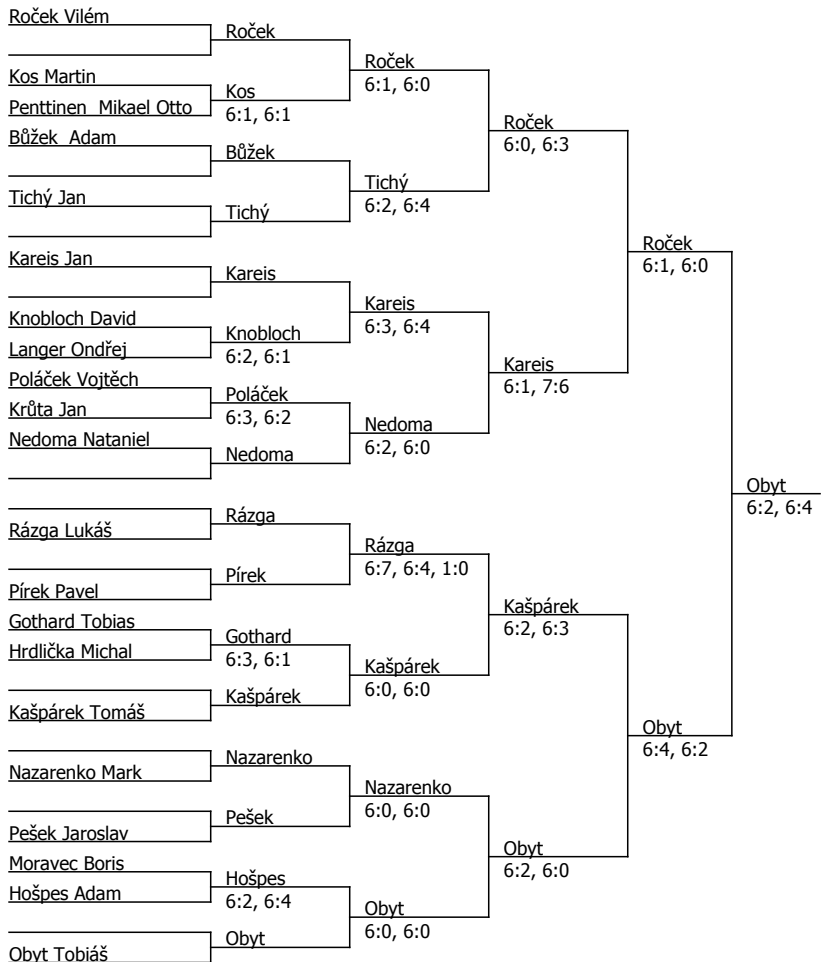 Roček Vilém
Kos Martin
Penttinen  Mikael Otto
Bůžek  Adam
Tichý Jan
Kareis Jan
Knobloch David
Langer Ondřej
Poláček Vojtěch
Krůta Jan
Nedoma Nataniel
Rázga Lukáš
Pírek Pavel
Gothard Tobias
Hrdlička Michal
Kašpárek Tomáš
Nazarenko Mark
Pešek Jaroslav
Moravec Boris
Hošpes Adam
Obyt Tobiáš
Roček
Kos
6:1, 6:1
Bůžek
Tichý
Kareis
Knobloch
6:2, 6:1
Poláček
6:3, 6:2
Nedoma
Rázga
Pírek
Gothard
6:3, 6:1
Kašpárek
Nazarenko
Pešek
Hošpes
6:2, 6:4
Obyt
Roček
6:1, 6:0
Tichý
6:2, 6:4
Kareis
6:3, 6:4
Nedoma
6:2, 6:0
Rázga
6:7, 6:4, 1:0
Kašpárek
6:0, 6:0
Nazarenko
6:0, 6:0
Obyt
6:0, 6:0
Roček
6:0, 6:3
Kareis
6:1, 7:6
Kašpárek
6:2, 6:3
Obyt
6:2, 6:0
Roček
6:1, 6:0
Obyt
6:4, 6:2
Obyt
6:2, 6:4